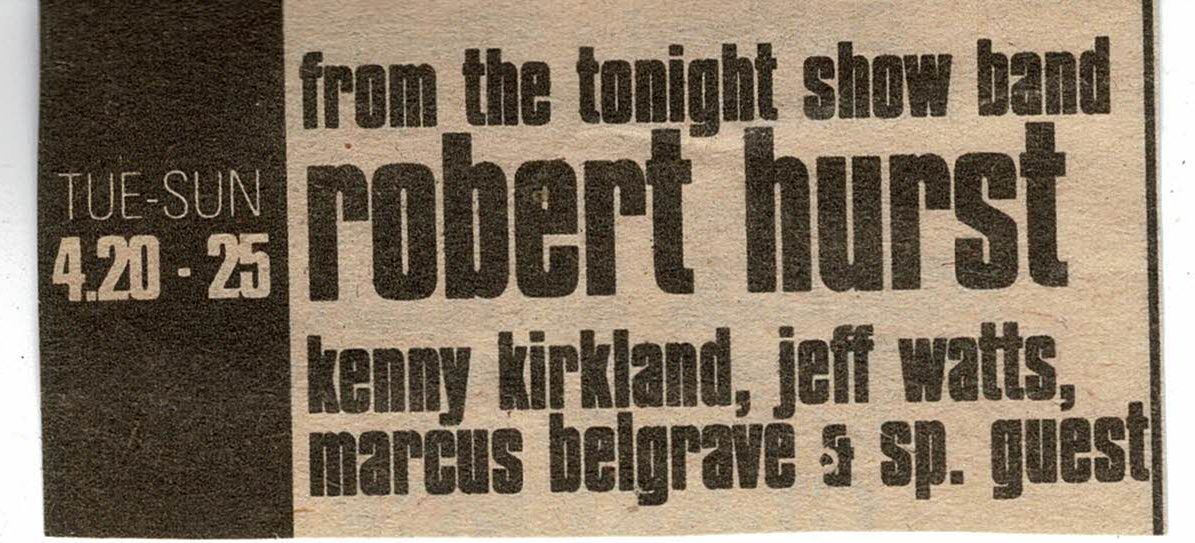 TUE-SUN
4.20 - 25
from the tonight show band
robert hurst
kenny kirkland, jeff watts,
marcus belgrave & sp. guest